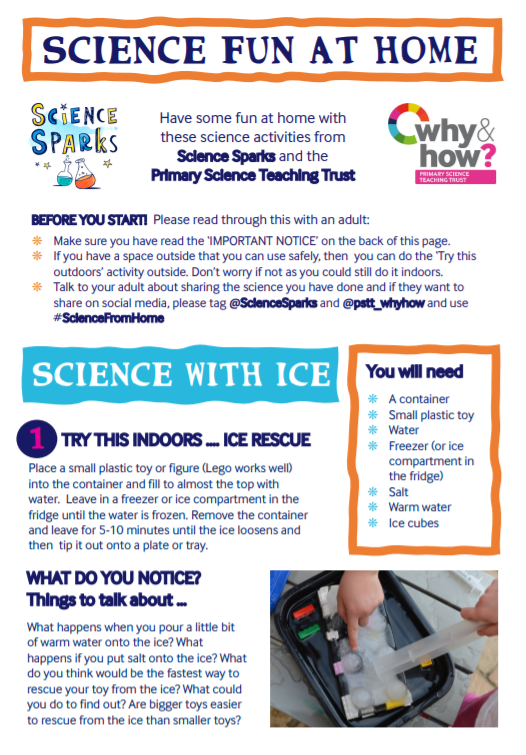 SCIENCE FUN AT HOME
SCIENCE
SPARKS
Have some fun at home with
these science activities from
Science Sparks and the
Primary Science Teaching Trust
why&
how?
PRIMARY SCIENCE
TEACHING TRUST
BEFORE YOU START! Please read through this with an adult:
Make sure you have read the 'IMPORTANT NOTICE' on the back of this page.
If you have a space outside that you can use safely, then you can do the 'Try this
outdoors' activity outside. Don't worry if not as you could still do it indoors.
Talk to your adult about sharing the science you have done and if they want to
share on social media, please tag @ScienceSparks and @pstt_whyhow and use
#ScienceFromHome
SCIENCE WITH ICE
1 TRY THIS INDOORS .... ICE RESCUE
Place a small plastic toy or figure (Lego works well)
into the container and fill to almost the top with
water. Leave in a freezer or ice compartment in the
fridge until the water is frozen. Remove the container
and leave for 5-10 minutes until the ice loosens and
then tip it out onto a plate or tray.
You will need
A container
Small plastic toy
Water
Freezer (or ice
compartment in
the fridge)
Salt
Warm water
Ice cubes
WHAT DO YOU NOTICE?
Things to talk about ...
What happens when you pour a little bit
of warm water onto the ice? What
happens if you put salt onto the ice? What
do you think would be the fastest way to
rescue your toy from the ice? What could
you do to find out? Are bigger toys easier
to rescue from the ice than smaller toys?